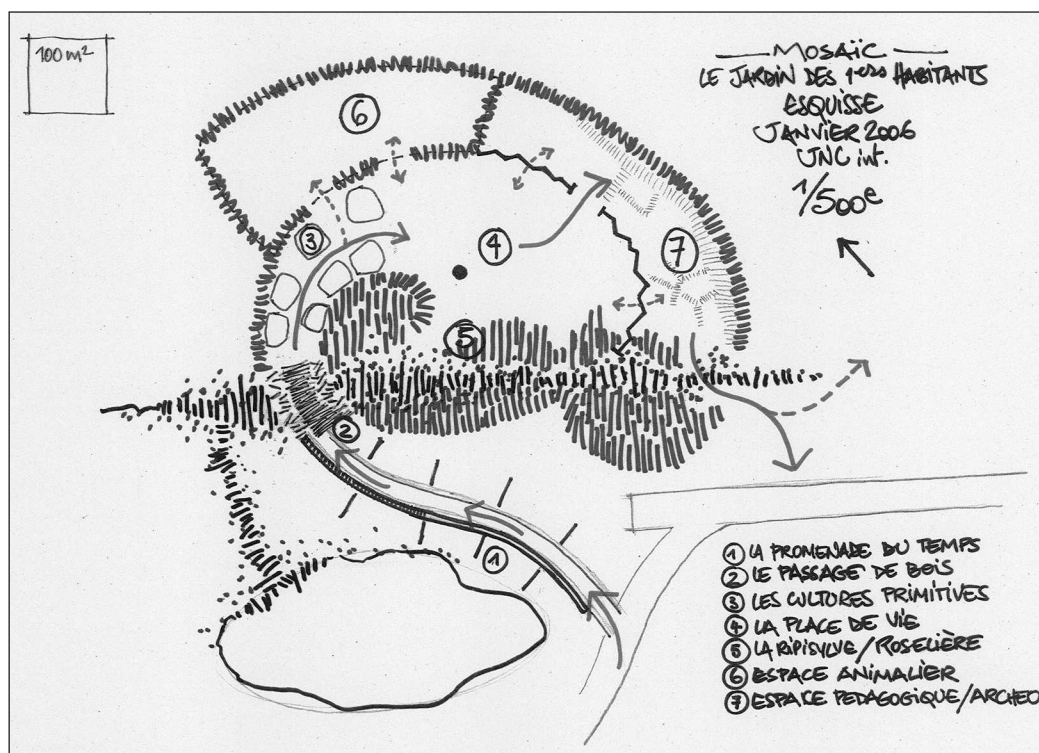 100 m²
MOSAÏC
LE JARDIN DES 1ers HABITANTS
ESQUISSE
JANVIER 2006
JNC int.
1/500e
6
3
4
7
5
2
1
1 LA PROMENADE DU TEMPS
2 LE PASSAGE DE BOIS
3 LES CULTURES PRIMITIVES
4 LA PLACE DE VIE
5 LA RIPISYLVE/ROSELIÈRE
6 ESPACE ANIMALIER
7 ESPACE PEDAGOGIQUE/ARCHEO